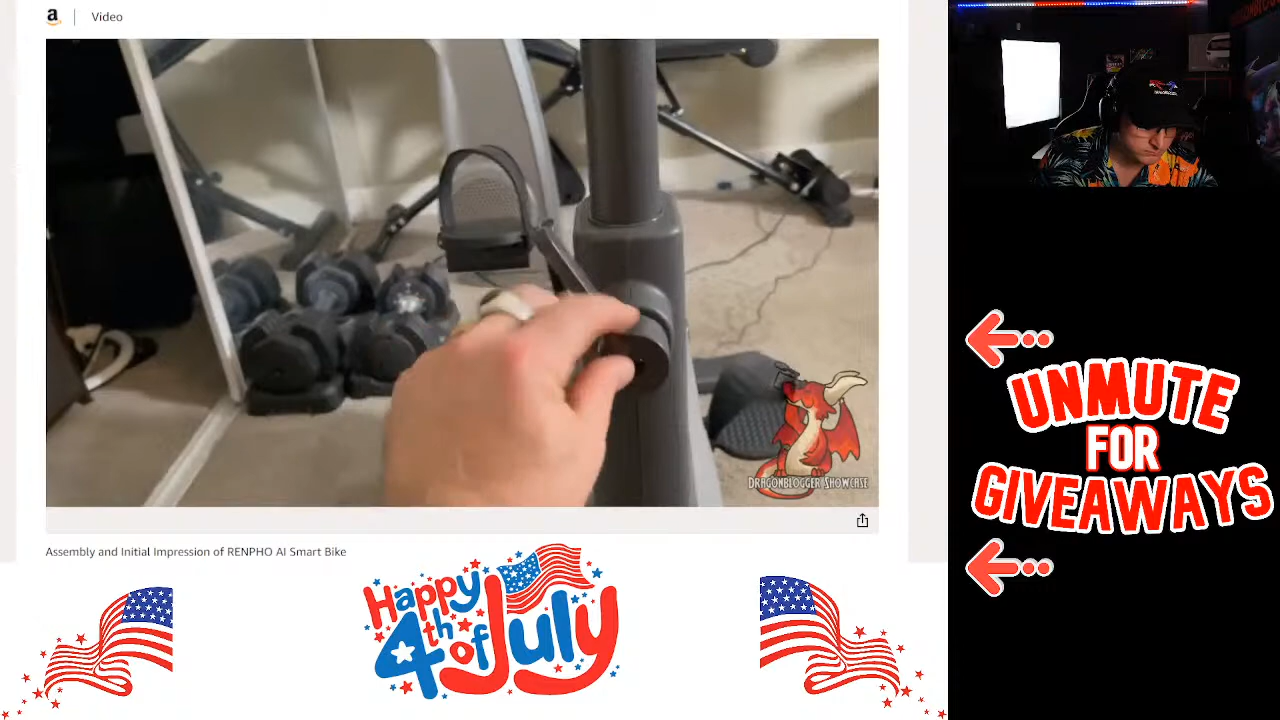 a
Video
DRAGONBLOGGER SHOWCASE
Assembly and Initial Impression of RENPHO AI Smart Bike
Happy
4th of July
UNMUTE
FOR
GIVEAWAYS